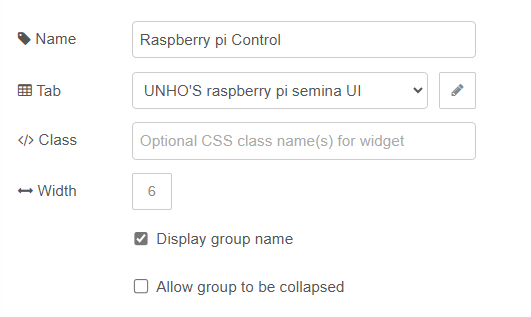 Name
Raspberry pi Control
Tab
UNHO'S raspberry pi semina UI
</> Class
Optional CSS class name(s) for widget
Width
6
Display group name
Allow group to be collapsed